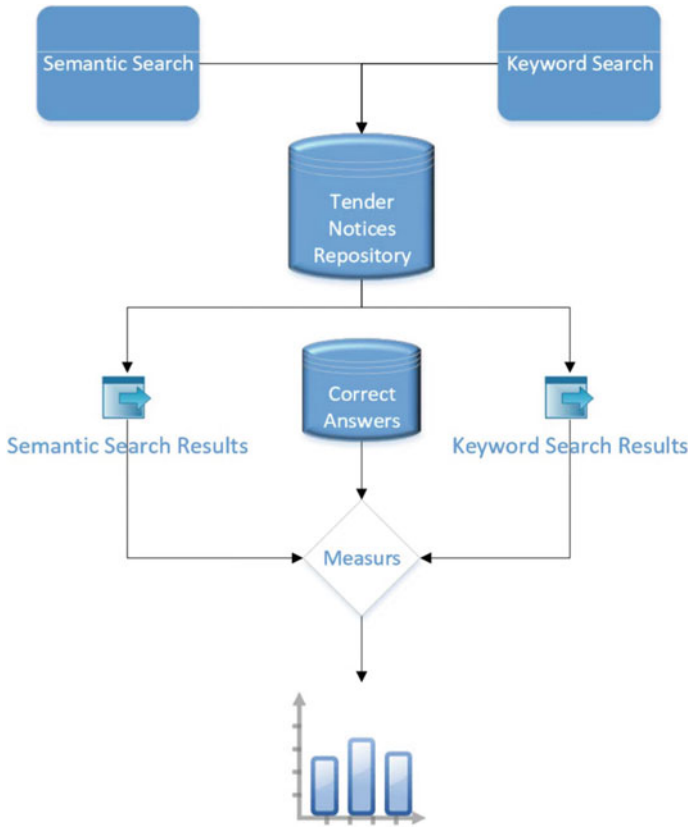 Semantic Search
Keyword Search
Tender
Notices
Repository
Correct
Answers
Semantic Search Results
Keyword Search Results
Measurs